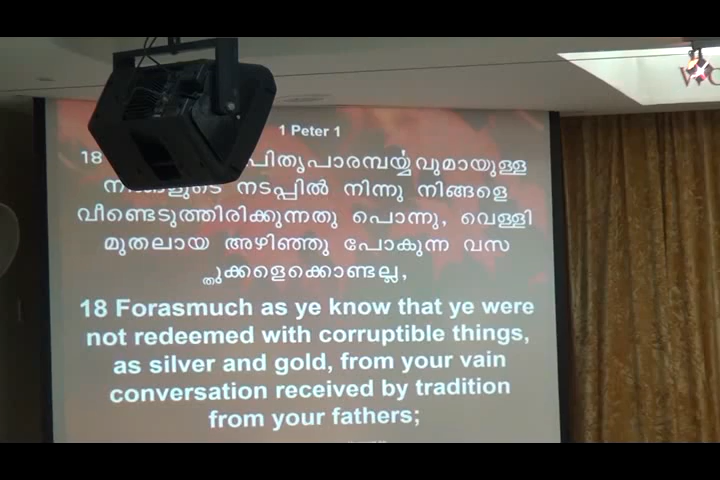 1 Peter 1
18 പിതൃപാരമ്പര്യ്യവുമായുള്ള
നടപ്പിൽ നിന്നു നിങ്ങളെ
വീണ്ടെടുത്തിരിക്കുന്നതു പൊന്നു, വെള്ളി
മുതലായ അഴിഞ്ഞു പോകുന്ന വസ
്തുക്കളെക്കൊണ്ടല്ല,
18 Forasmuch as ye know that ye were
not redeemed with corruptible things,
as silver and gold, from your vain
conversation received by tradition
from your fathers;